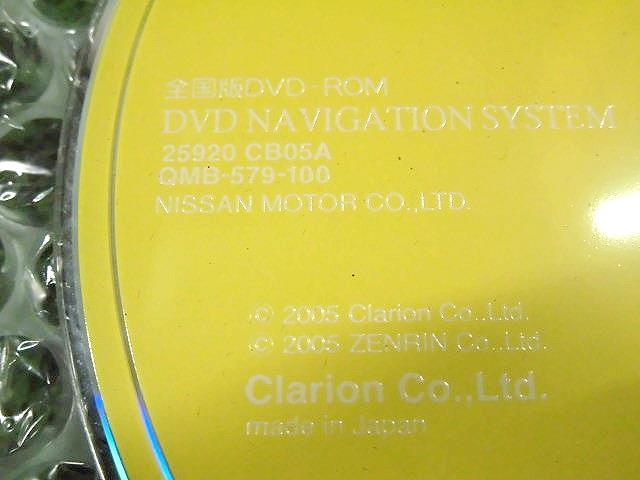 全国版DVD-ROM
DVD NAVIGATION SYSTEM
25920 CB05A
QMB-579-100
NISSAN MOTOR CO.,LTD.
© 2005 Clarion Co.,Ltd.
© 2005 ZENRIN Co.,Ltd.
Clarion Co.,Ltd.
made in Japan